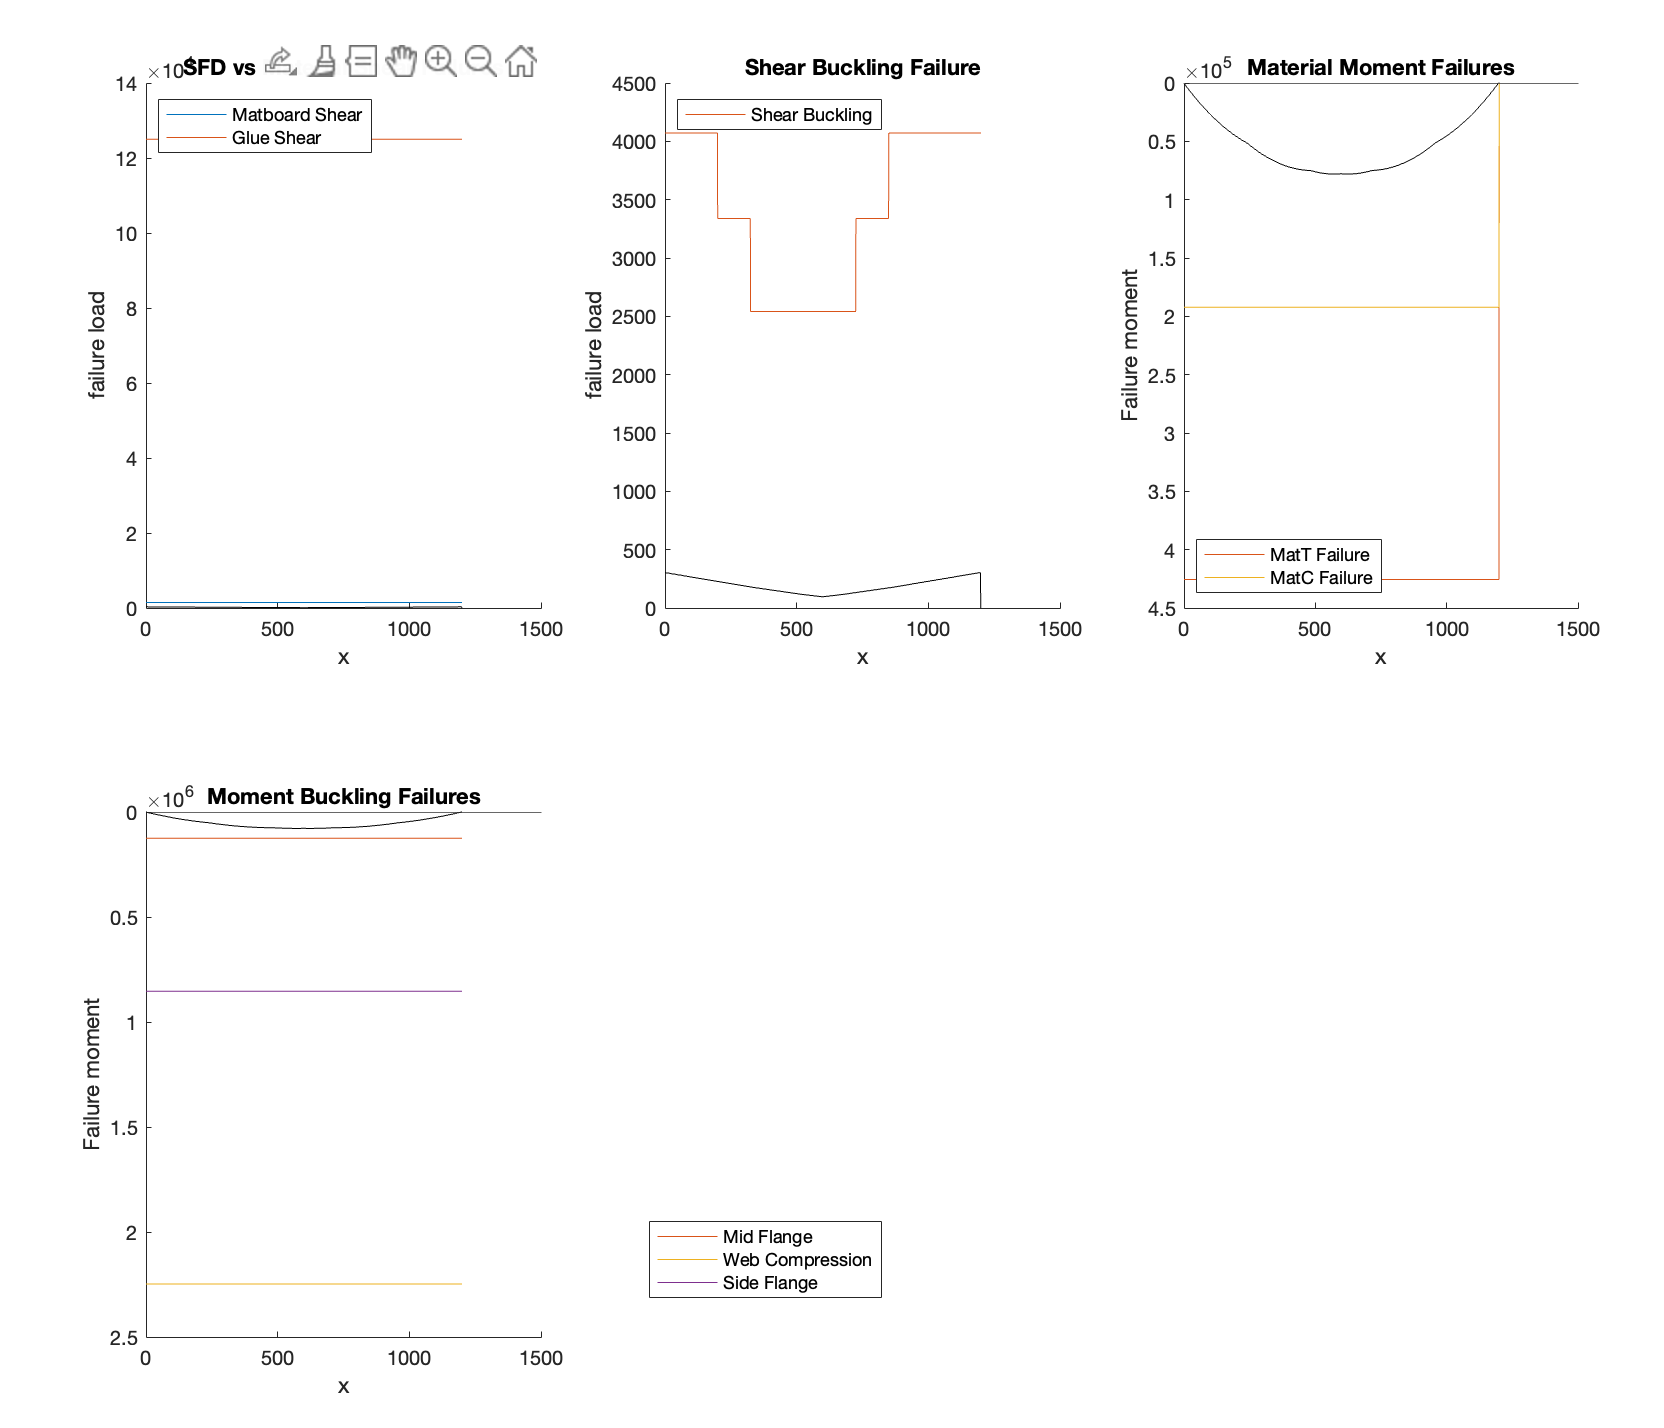 ×10
SFD vs
14
12
10
8
6
4
2
0
0 500 1000 1500
failure load
x
Matboard Shear
Glue Shear
Shear Buckling Failure
4500
4000
3500
3000
2500
2000
1500
1000
500
0
0 500 1000 1500
failure load
x
Shear Buckling
×10^5
Material Moment Failures
0
0.5
1
1.5
2
2.5
3
3.5
4
4.5
0 500 1000 1500
Failure moment
x
MatT Failure
MatC Failure
×10^6
Moment Buckling Failures
0
0.5
1
1.5
2
2.5
0 500 1000 1500
Failure moment
x
Mid Flange
Web Compression
Side Flange